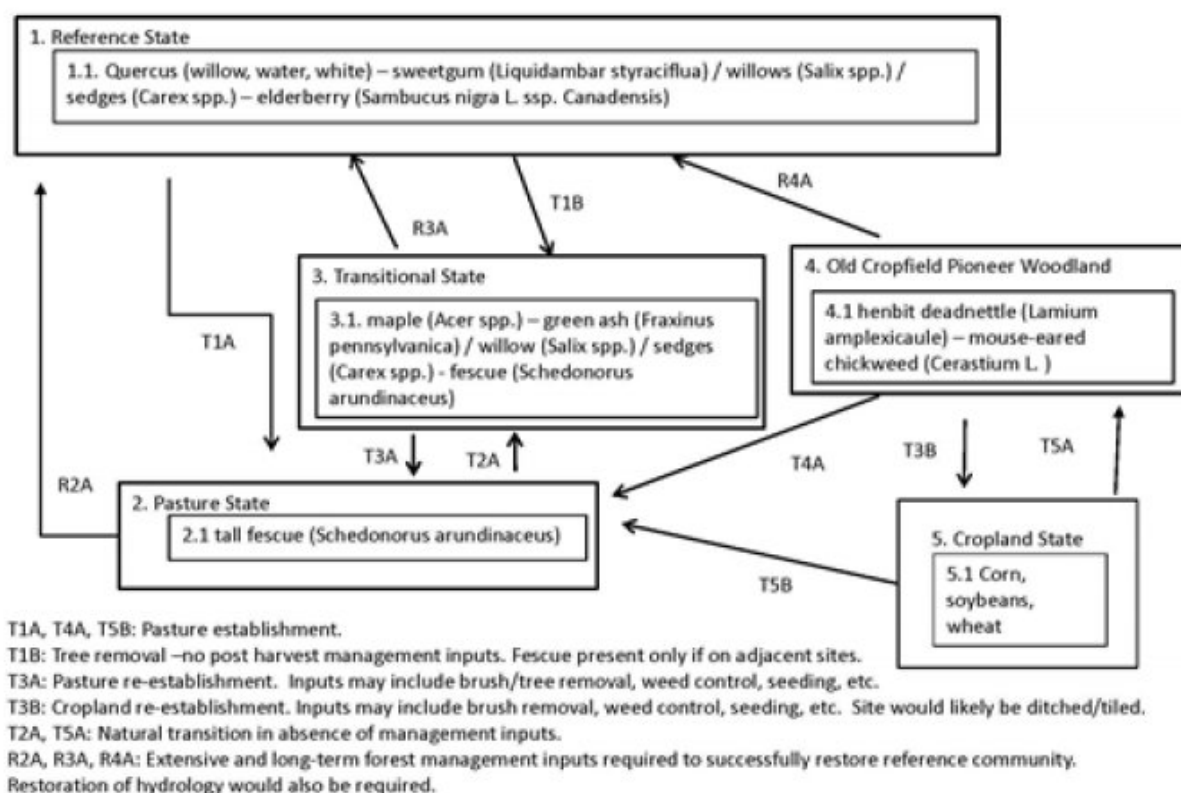 1. Reference State
1.1. Quercus (willow, water, white) – sweetgum (Liquidambar styraciflua) / willows (Salix spp.) /
sedges (Carex spp.) – elderberry (Sambucus nigra L. ssp. Canadensis)
R4A
T1B
R3A
3. Transitional State
3.1. maple (Acer spp.) – green ash (Fraxinus
pennsylvanica) / willow (Salix spp.) / sedges
(Carex spp.) - fescue (Schedonorus
arundinaceus)
4. Old Cropfield Pioneer Woodland
4.1 henbit deadnettle (Lamium
amplexicaule) – mouse-eared
chickweed (Cerastium L. )
T1A
T3A
T2A
T4A
T3B
T5A
R2A
2. Pasture State
2.1 tall fescue (Schedonorus arundinaceus)
5. Cropland State
5.1 Corn,
soybeans,
wheat
T5B
T1A, T4A, T5B: Pasture establishment.
T1B: Tree removal –no post harvest management inputs. Fescue present only if on adjacent sites.
T3A: Pasture re-establishment. Inputs may include brush/tree removal, weed control, seeding, etc.
T3B: Cropland re-establishment. Inputs may include brush removal, weed control, seeding, etc. Site would likely be ditched/tiled.
T2A, T5A: Natural transition in absence of management inputs.
R2A, R3A, R4A: Extensive and long-term forest management inputs required to successfully restore reference community.
Restoration of hydrology would also be required.